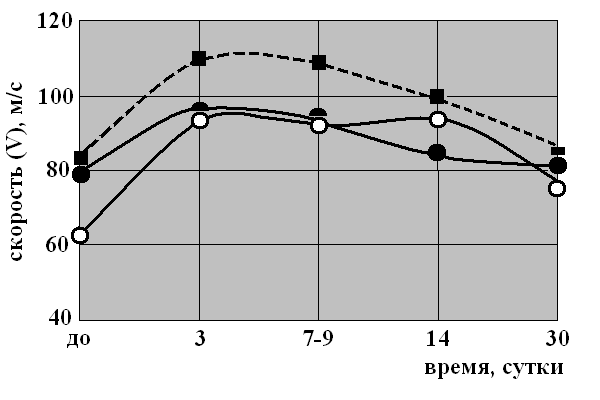 скорость (V), м/с
120
100
80
60
40
до 3 7-9 14 30
время, сутки